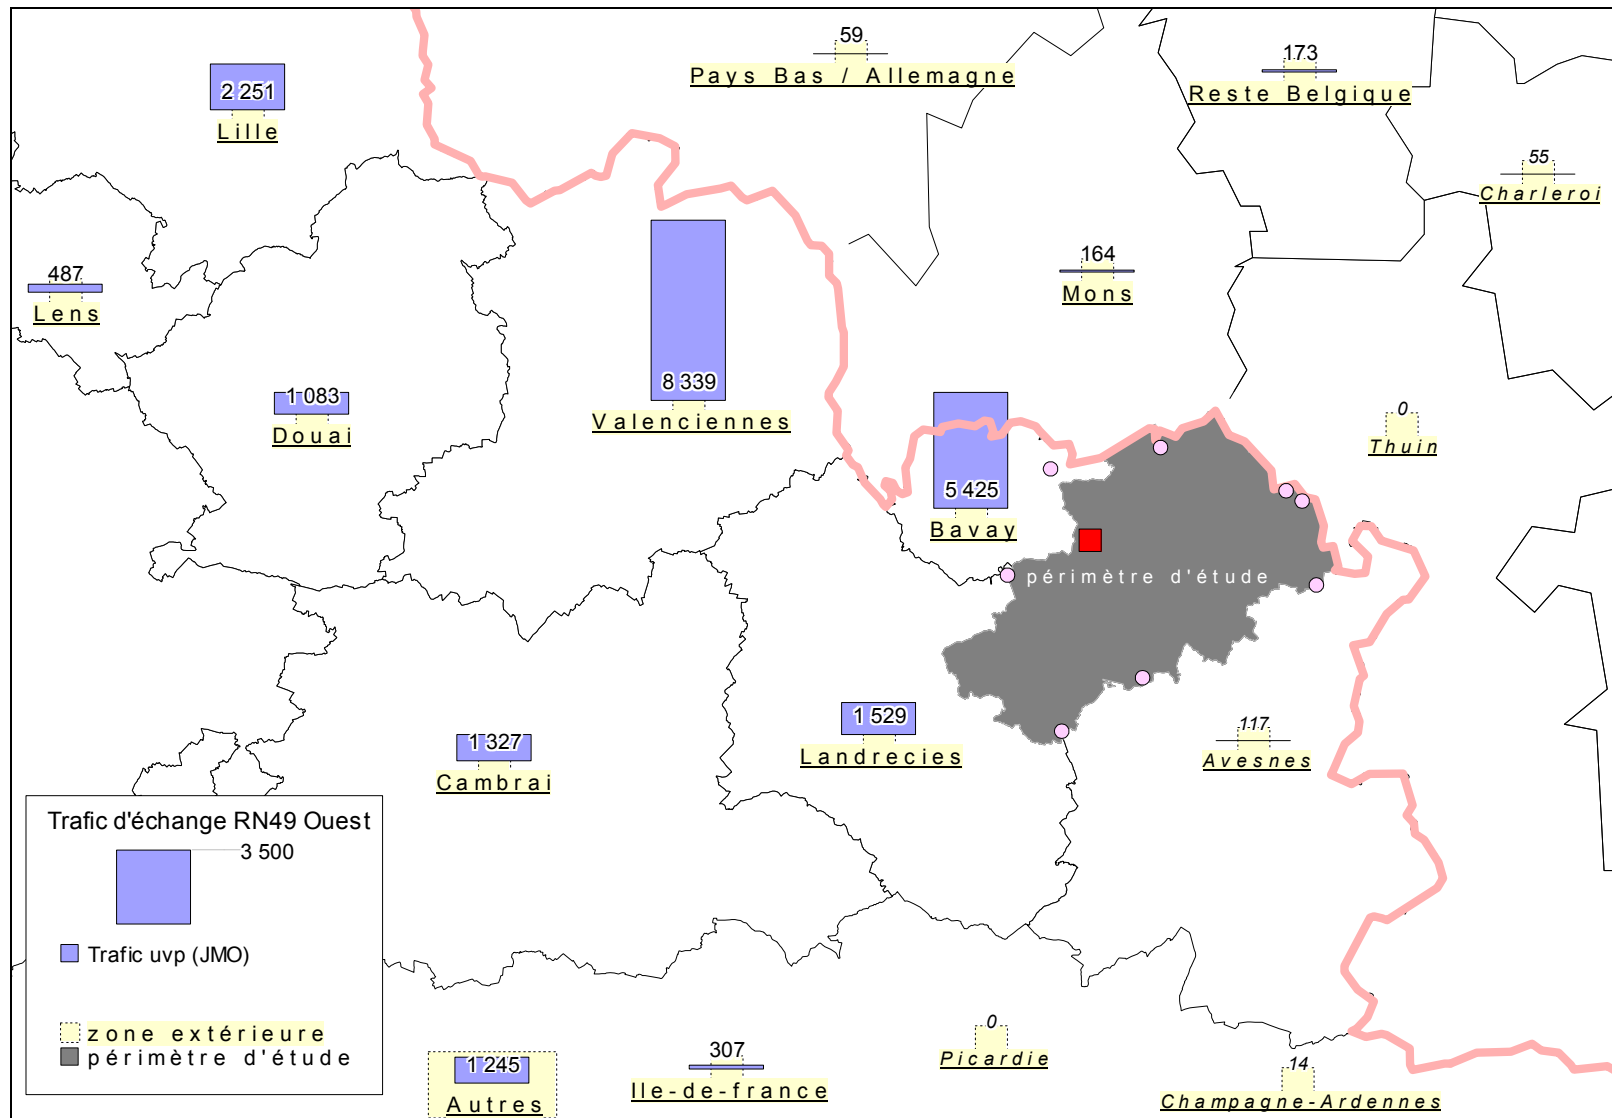 59
Pays Bas / Allemagne
173
Reste Belgique
2 251
Lille
55
Charleroi
487
Lens
164
Mons
8 339
Valenciennes
1 083
Douai
0
Thuin
5 425
Bavay
périmètre d'étude
1 529
Landrecies
117
Avesnes
1 327
Cambrai
Trafic d'échange RN49 Ouest
3 500
Trafic uvp (JMO)
zone extérieure
périmètre d'étude
1 245
Autres
307
Ile-de-france
0
Picardie
14
Champagne-Ardennes